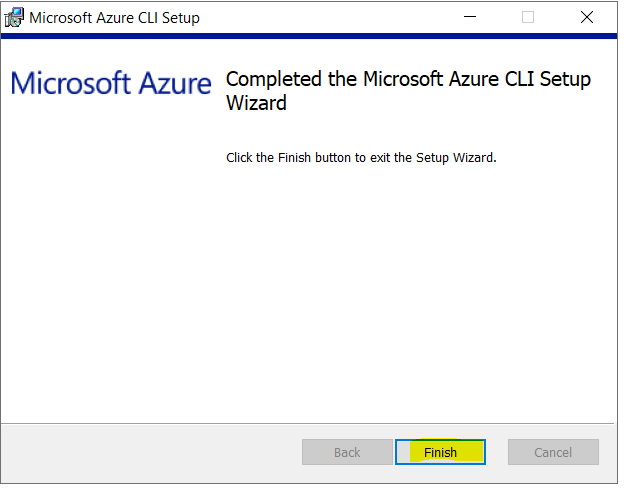 Microsoft Azure CLI Setup
Microsoft Azure
Completed the Microsoft Azure CLI Setup
Wizard
Click the Finish button to exit the Setup Wizard.
Back
Finish
Cancel